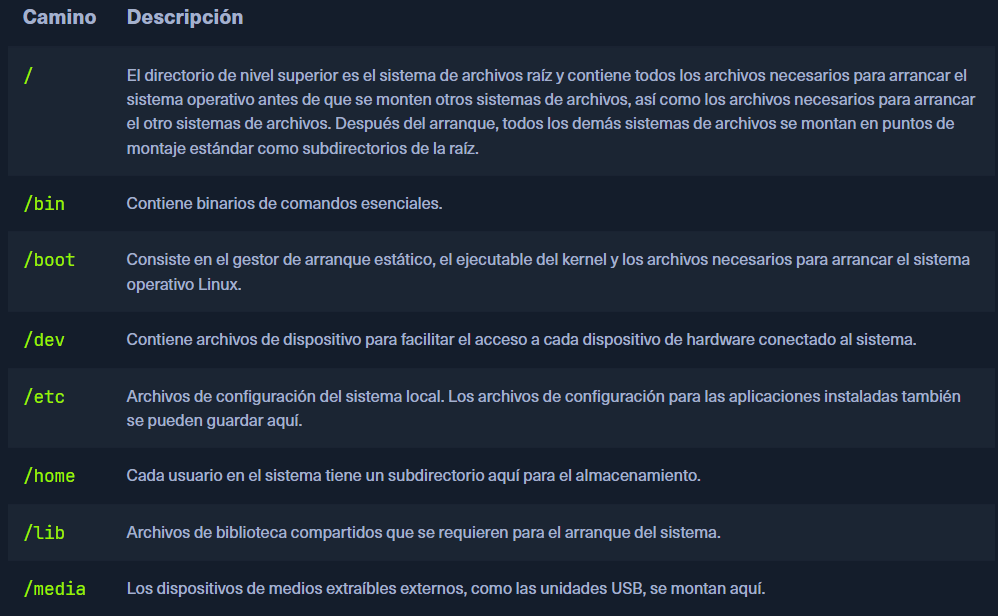 Camino Descripción
/ El directorio de nivel superior es el sistema de archivos raíz y contiene todos los archivos necesarios para arrancar el
sistema operativo antes de que se monten otros sistemas de archivos, así como los archivos necesarios para arrancar
el otro sistemas de archivos. Después del arranque, todos los demás sistemas de archivos se montan en puntos de
montaje estándar como subdirectorios de la raíz.
/bin Contiene binarios de comandos esenciales.
/boot Consiste en el gestor de arranque estático, el ejecutable del kernel y los archivos necesarios para arrancar el sistema
operativo Linux.
/dev Contiene archivos de dispositivo para facilitar el acceso a cada dispositivo de hardware conectado al sistema.
/etc Archivos de configuración del sistema local. Los archivos de configuración para las aplicaciones instaladas también
se pueden guardar aquí.
/home Cada usuario en el sistema tiene un subdirectorio aquí para el almacenamiento.
/lib Archivos de biblioteca compartidos que se requieren para el arranque del sistema.
/media Los dispositivos de medios extraíbles externos, como las unidades USB, se montan aquí.